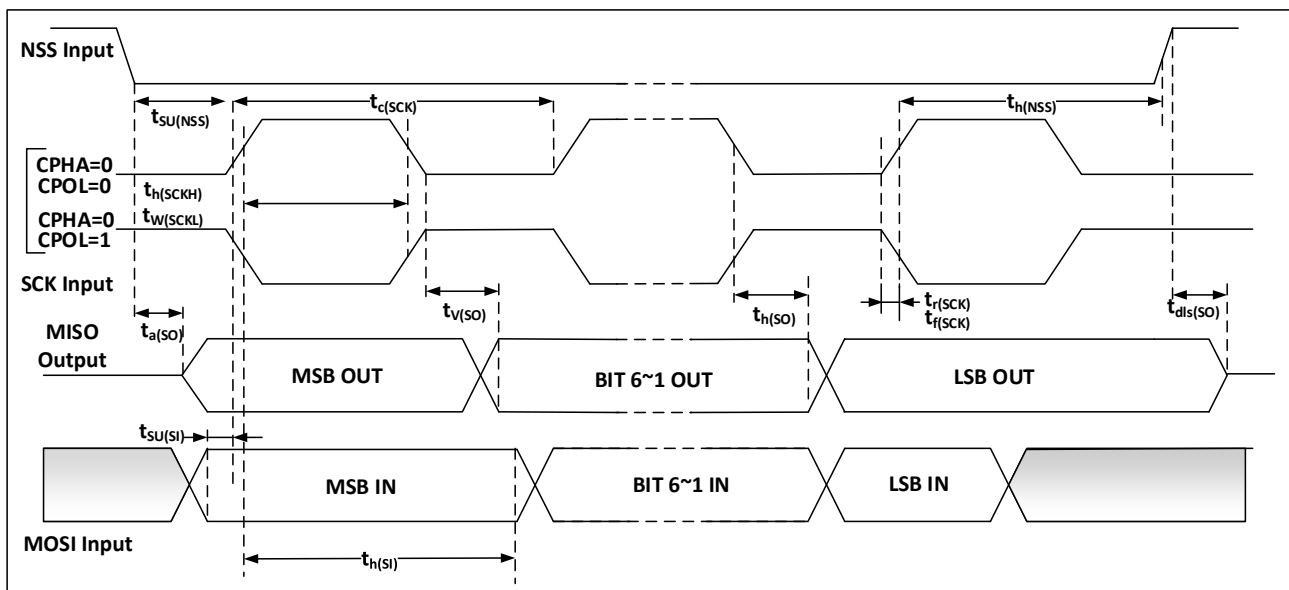 NSS Input
tc(SCK)
th(NSS)
tSU(NSS)
CPHA=0
CPOL=0
th(SCKH)
CPHA=0
tW(SCKL)
CPOL=1
SCK Input
tV(SO)
th(SO)
tr(SCK)
tf(SCK)
tdIs(SO)
ta(SO)
MISO
Output
MSB OUT
BIT 6~1 OUT
LSB OUT
tSU(SI)
MSB IN
BIT 6~1 IN
LSB IN
MOSI Input
th(SI)